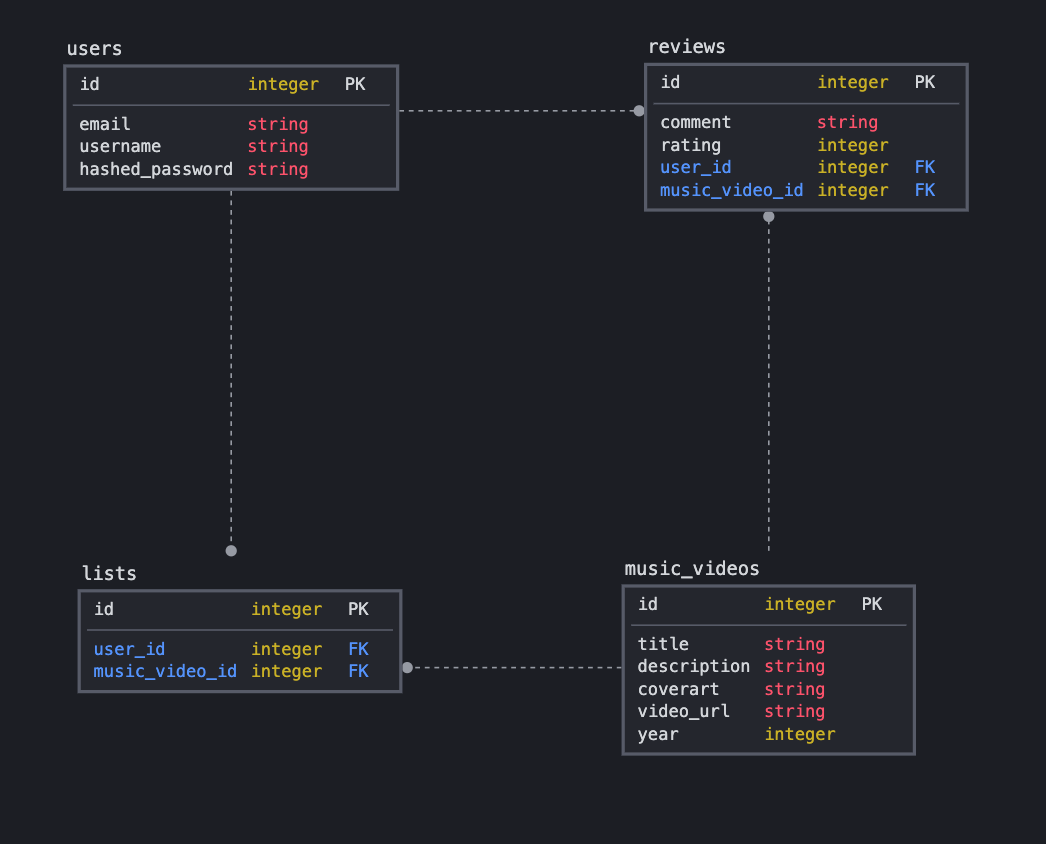 users
id integer PK
email string
username string
hashed_password string
reviews
id integer PK
comment string
rating integer
user_id integer FK
music_video_id integer FK
lists
id integer PK
user_id integer FK
music_video_id integer FK
music_videos
id integer PK
title string
description string
coverart string
video_url string
year integer